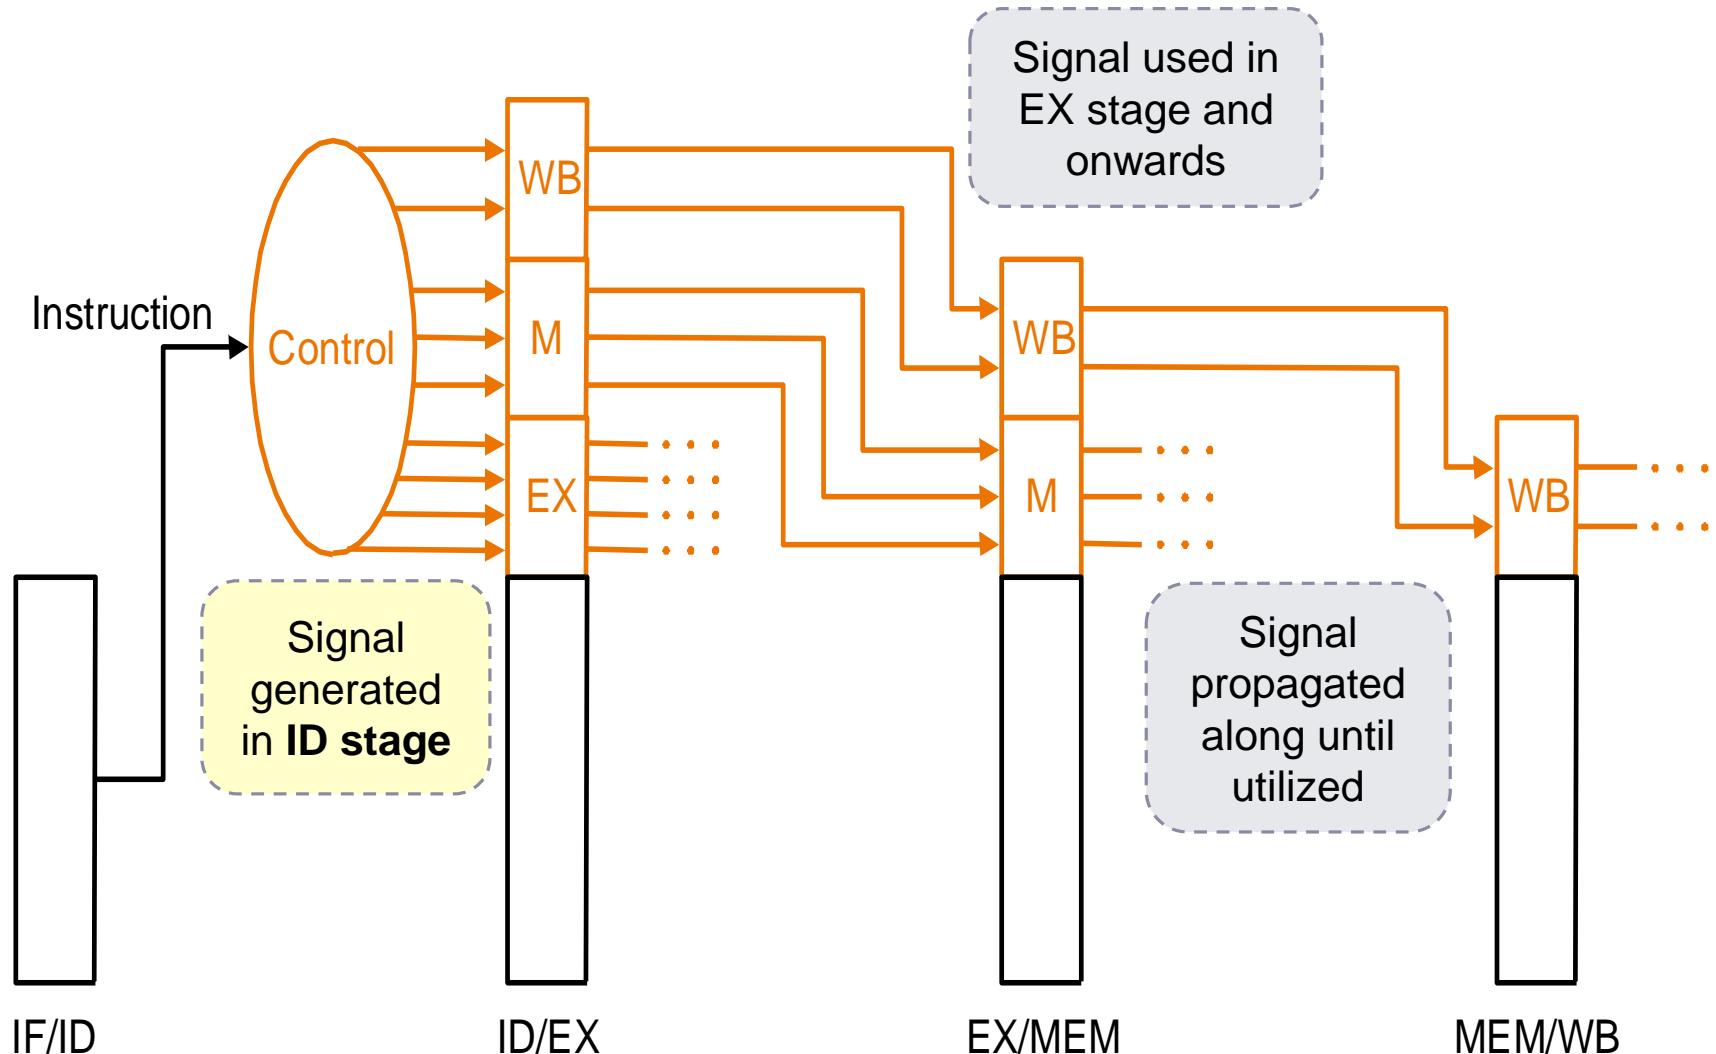 Signal used in
EX stage and
onwards
WB
Instruction
Control
M
WB
EX
M
WB
Signal
generated
in ID stage
Signal
propagated
along until
utilized
IF/ID
ID/EX
EX/MEM
MEM/WB